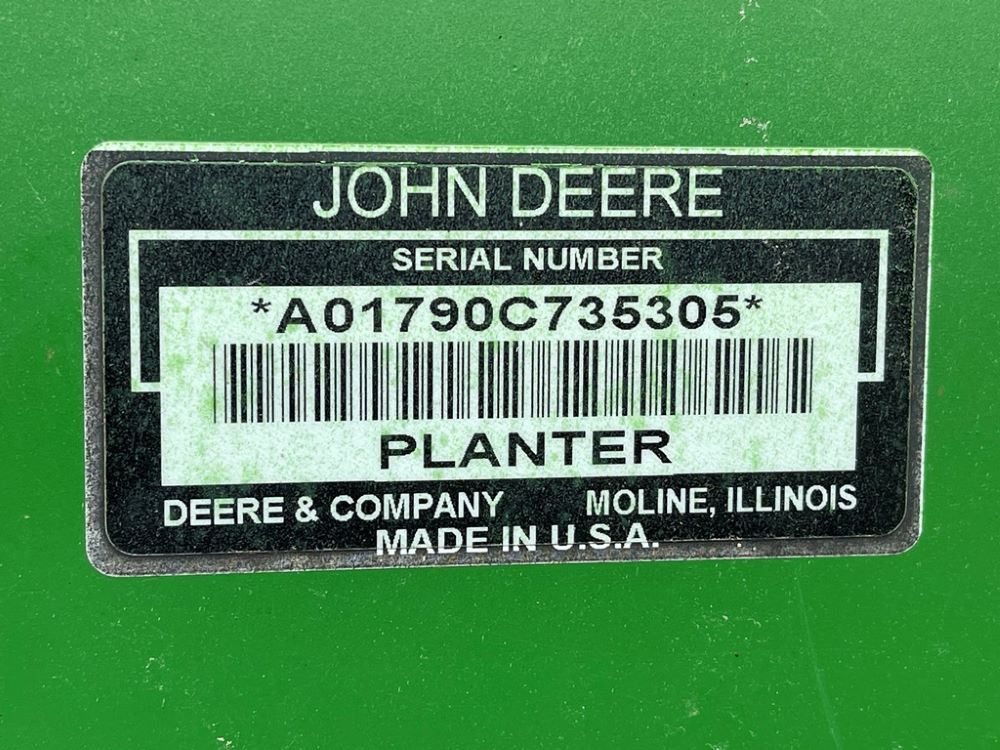 JOHN DEERE
SERIAL NUMBER
*A01790C735305*
PLANTER
DEERE & COMPANY MOLINE, ILLINOIS
MADE IN U.S.A.